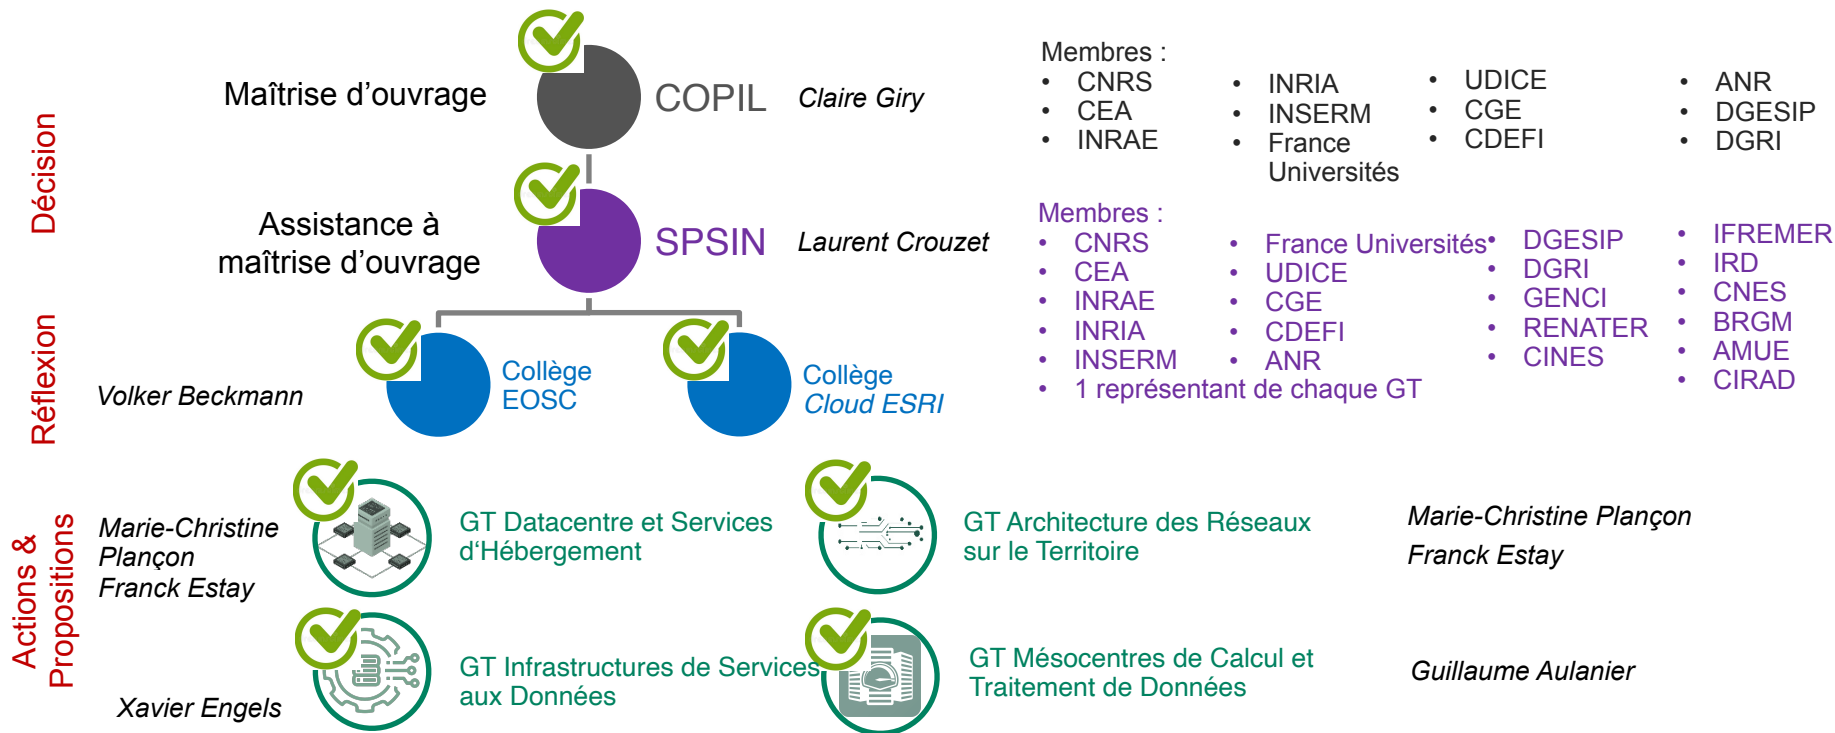 Décision
Maîtrise d'ouvrage
COPIL
Claire Giry
Membres :
• CNRS
• CEA
• INRAE
• INRIA
• INSERM
• France
Universités
• UDICE
• CGE
• CDEFI
• ANR
• DGESIP
• DGRI
Assistance à
maîtrise d'ouvrage
SPSIN
Laurent Crouzet
Membres :
• CNRS
• CEA
• INRAE
• INRIA
• INSERM
• 1 représentant de chaque GT
• France Universités
• UDICE
• CGE
• CDEFI
• ANR
• DGESIP
• DGRI
• GENCI
• RENATER
• CINES
• IFREMER
• IRD
• CNES
• BRGM
• AMUE
• CIRAD
Réflexion
Volker Beckmann
Collège
EOSC
Collège
Cloud ESRI
Actions &
Propositions
Marie-Christine
Plançon
Franck Estay
GT Datacentre et Services
d‘Hébergement
GT Architecture des Réseaux
sur le Territoire
Marie-Christine Plançon
Franck Estay
Xavier Engels
GT Infrastructures de Services
aux Données
GT Mésocentres de Calcul et
Traitement de Données
Guillaume Aulanier